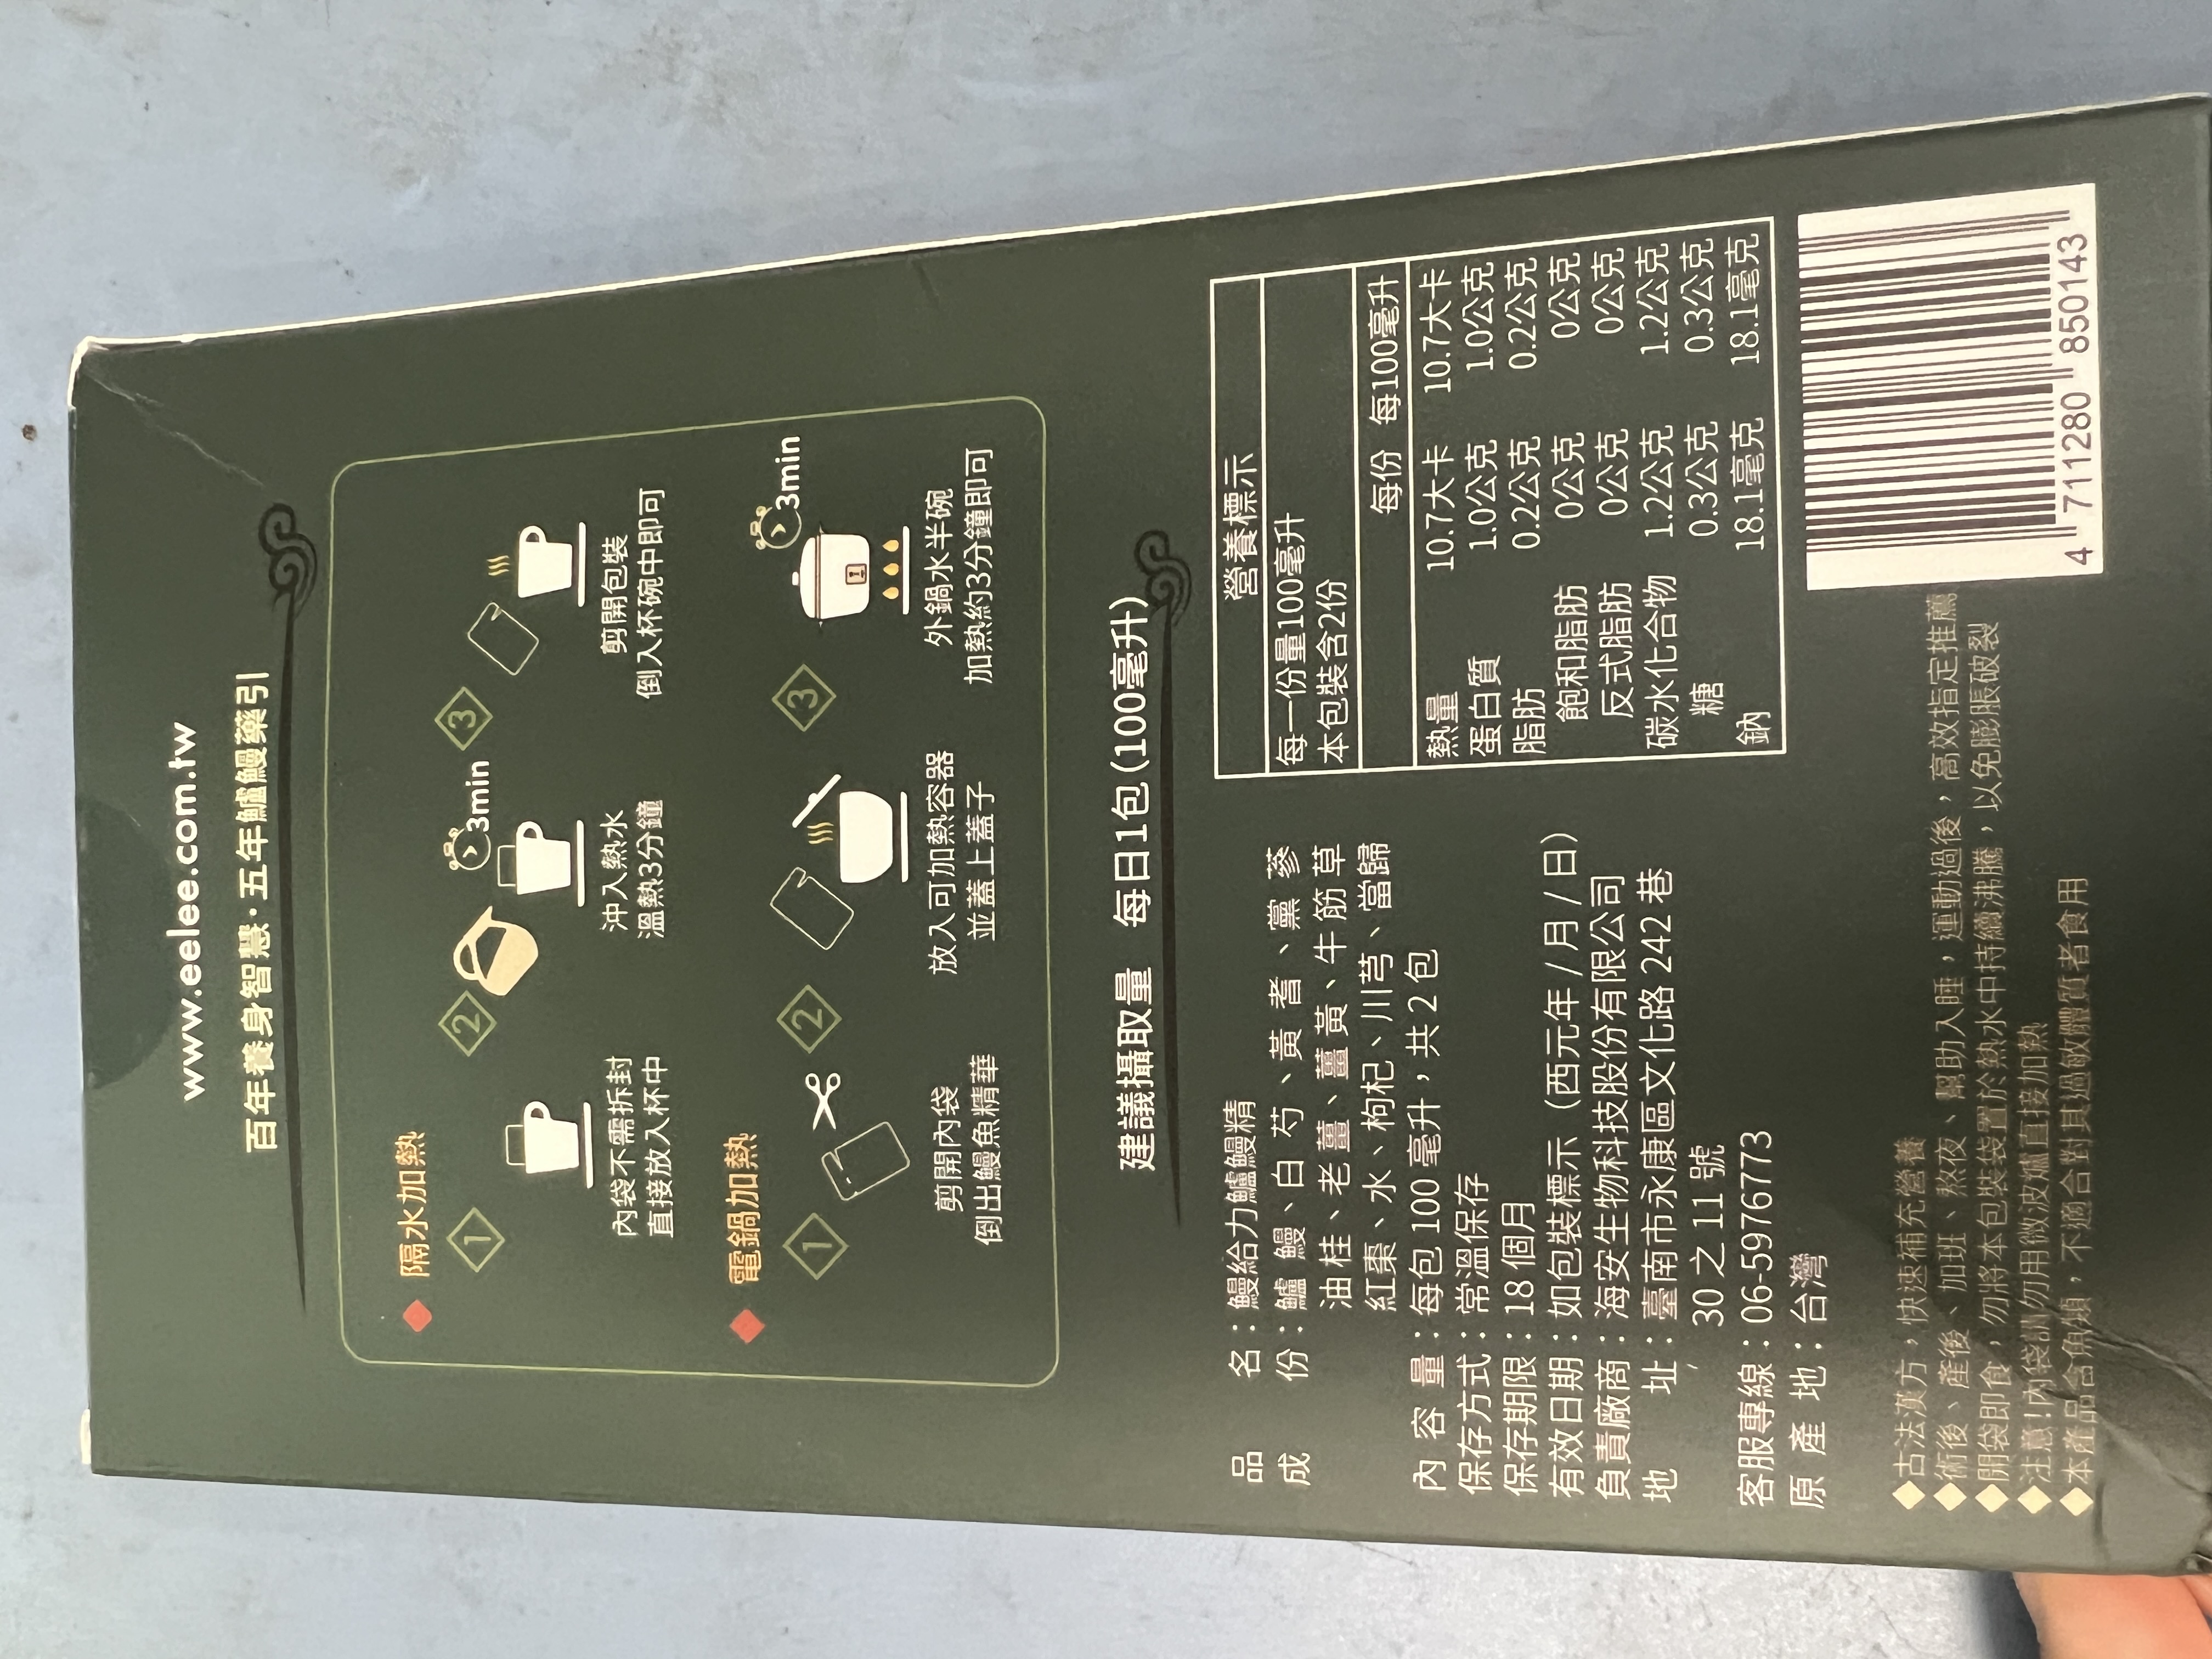 www.eelee.com.tw
百年養身智慧·五年鱸鰻藥引
隔水加熱
1
內袋不需拆封
直接放入杯中
2
3min
沖入熱水
溫熱3分鐘
3
剪開包裝
倒入杯碗中即可
電鍋加熱
1
剪開內袋
倒出鰻魚精華
2
放入可加熱容器
並蓋上蓋子
3
3min
外鍋水半碗
加熱約3分鐘即可
建議攝取量 每日1包(100毫升)
品名：鰻給力鱸鰻精
成份：鱸鰻、白芍、黃耆、黨蔘
油桂、老薑、薑黃、牛筋草
紅棗、水、枸杞、川芎、當歸
內容量：每包 100 毫升，共 2 包
保存方式：常溫保存
保存期限：18 個月
有效日期：如包裝標示（西元年 / 月 / 日）
負責廠商：海安生物科技股份有限公司
地址：臺南市永康區文化路 242 巷
30 之 11 號
客服專線：06-5976773
原產地：台灣
營養標示
每一份量100毫升
本包裝含2份
每份 每100毫升
熱量 10.7大卡 10.7大卡
蛋白質 1.0公克 1.0公克
脂肪 0.2公克 0.2公克
飽和脂肪 0公克 0公克
反式脂肪 0公克 0公克
碳水化合物 1.2公克 1.2公克
糖 0.3公克 0.3公克
鈉 18.1毫克 18.1毫克
◆古法漢方，快速補充營養
◆術後、產後、加班、熬夜、幫助入睡，運動過後，高效指定推薦
◆開袋即食，勿將本包裝袋置於熱水中持續沸騰，以免膨脹破裂
◆注意!內袋請勿用微波爐直接加熱
◆本產品含魚類，不適合對其過敏體質者食用
4 711280 850143